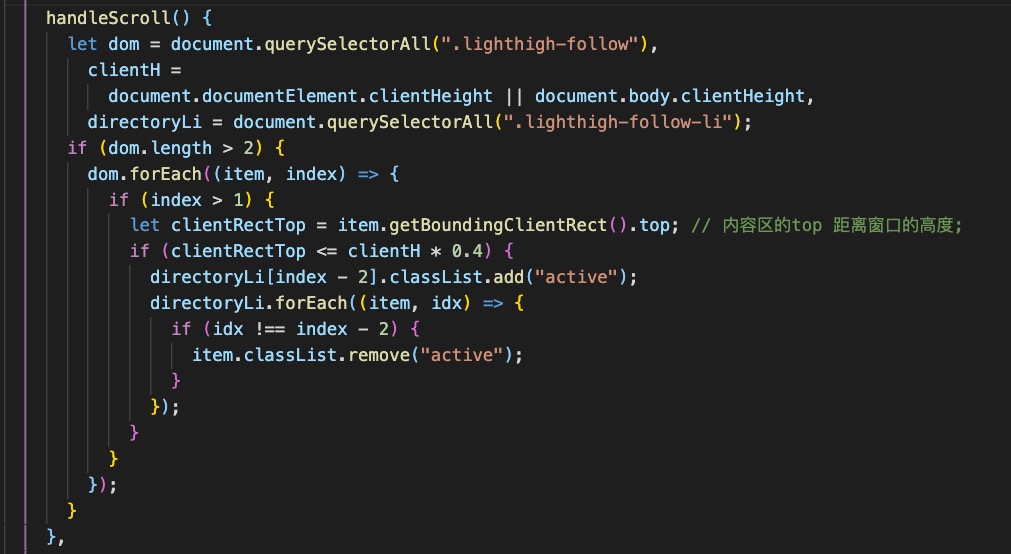 handleScroll() {
let dom = document.querySelectorAll(".lighthigh-follow"),
clientH =
document.documentElement.clientHeight || document.body.clientHeight,
directoryLi = document.querySelectorAll(".lighthigh-follow-li");
if (dom.length > 2) {
dom.forEach((item, index) => {
if (index > 1) {
let clientRectTop = item.getBoundingClientRect().top; // 内容区的top 距离窗口的高度;
if (clientRectTop <= clientH * 0.4) {
directoryLi[index - 2].classList.add("active");
directoryLi.forEach((item, idx) => {
if (idx !== index - 2) {
item.classList.remove("active");
}
});
}
}
});
}
},